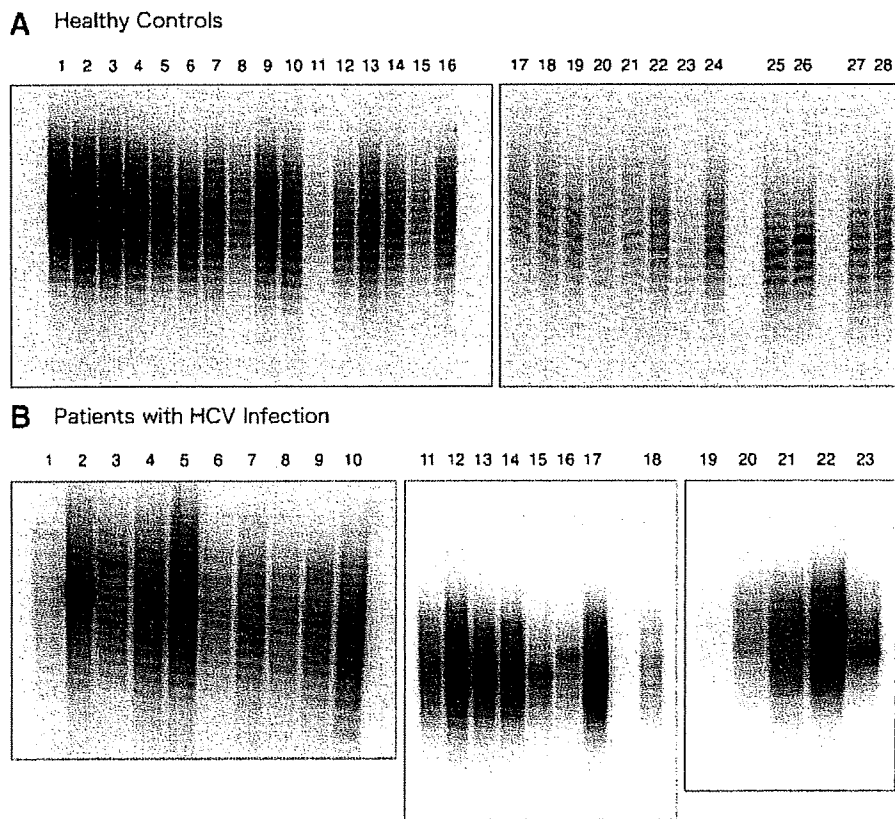 A Healthy Controls
1 2 3 4 5 6 7 8 9 10 11 12 13 14 15 16 17 18 19 20 21 22 23 24 25 26 27 28
B Patients with HCV Infection
1 2 3 4 5 6 7 8 9 10 11 12 13 14 15 16 17 18 19 20 21 22 23